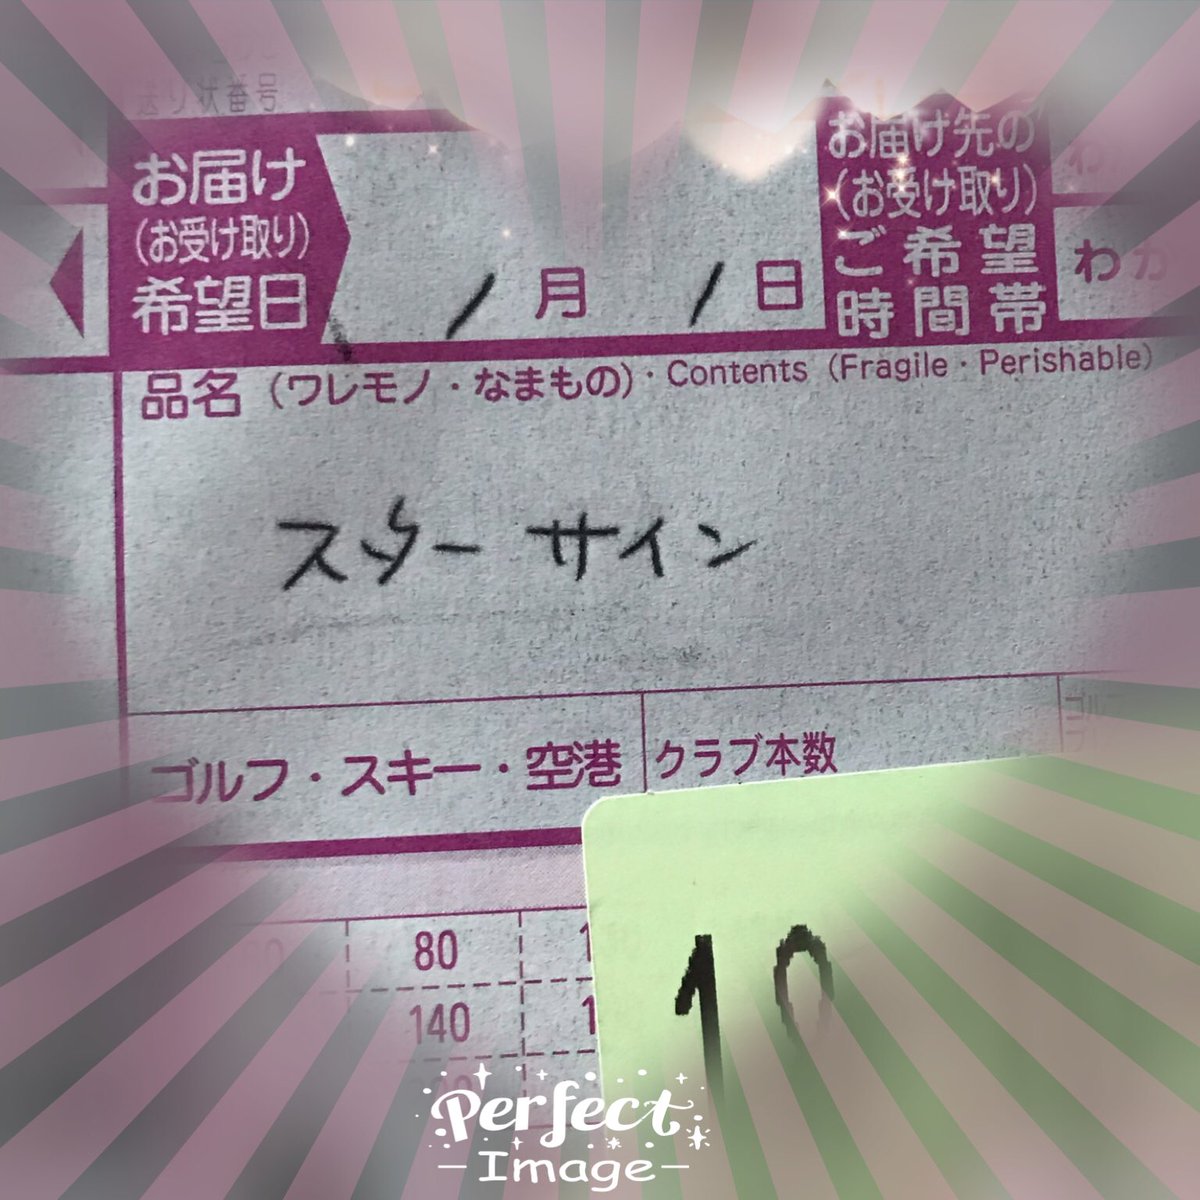 送り状番号
お届け
(お受け取り)
希望日
/月 /日
お届け先の
(お受け取り)
ご希望
時間帯
品名(ワレモノ・なまもの)・Contents (Fragile・Perishable)
スターサイン
ゴルフ・スキー・空港
クラブ本数
80
140
Perfect
Image